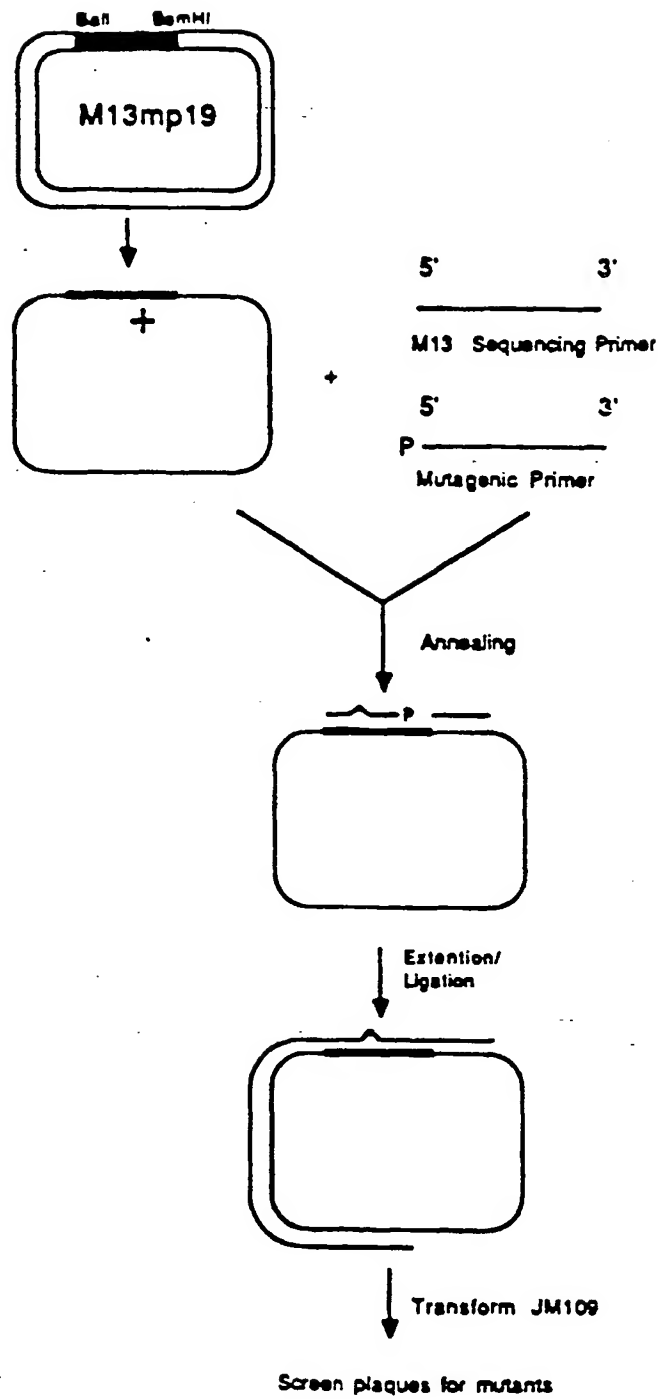 BalI BamHI
M13mp19
+
5' 3'
M13 Sequencing Primer
+
5' 3'
P
Mutagenic Primer
Annealing
P
Extention/
Ligation
Transform JM109
Screen plaques for mutants